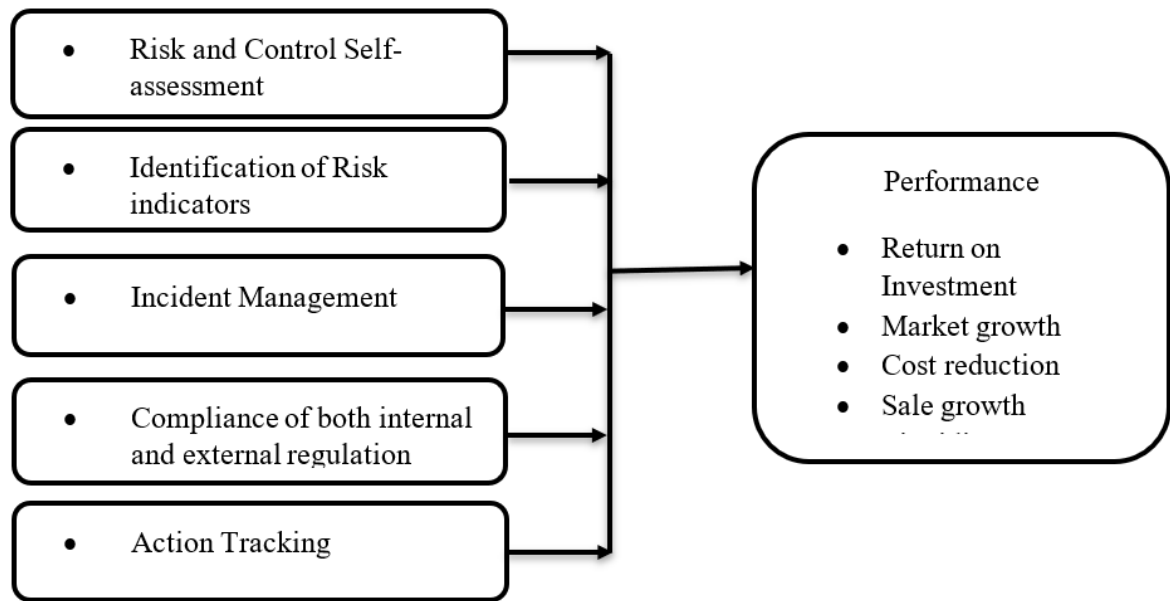 • Risk and Control Self-
assessment
• Identification of Risk
indicators
• Incident Management
• Compliance of both internal
and external regulation
• Action Tracking
Performance
• Return on
Investment
• Market growth
• Cost reduction
• Sale growth